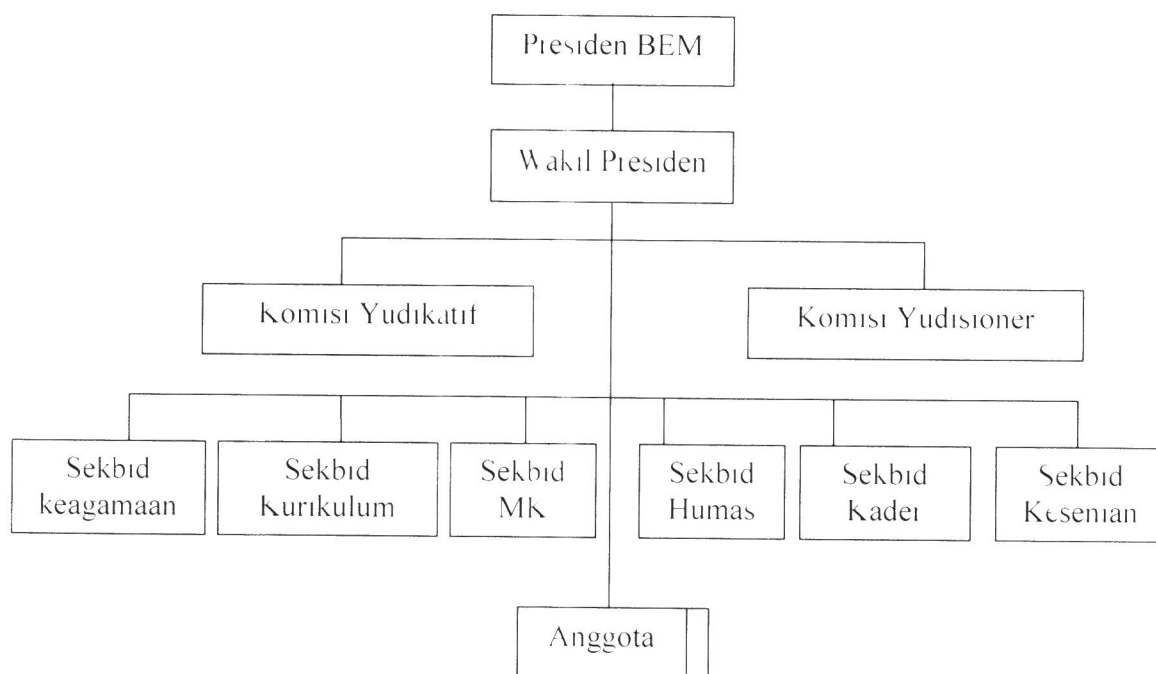 Presiden BEM
Wakil Presiden
Komisi Yudikatif
Komisi Yudisioner
Sekbid
keagamaan
Sekbid
Kurikulum
Sekbid
MK
Sekbid
Humas
Sekbid
Kader
Sekbid
Kesenian
Anggota